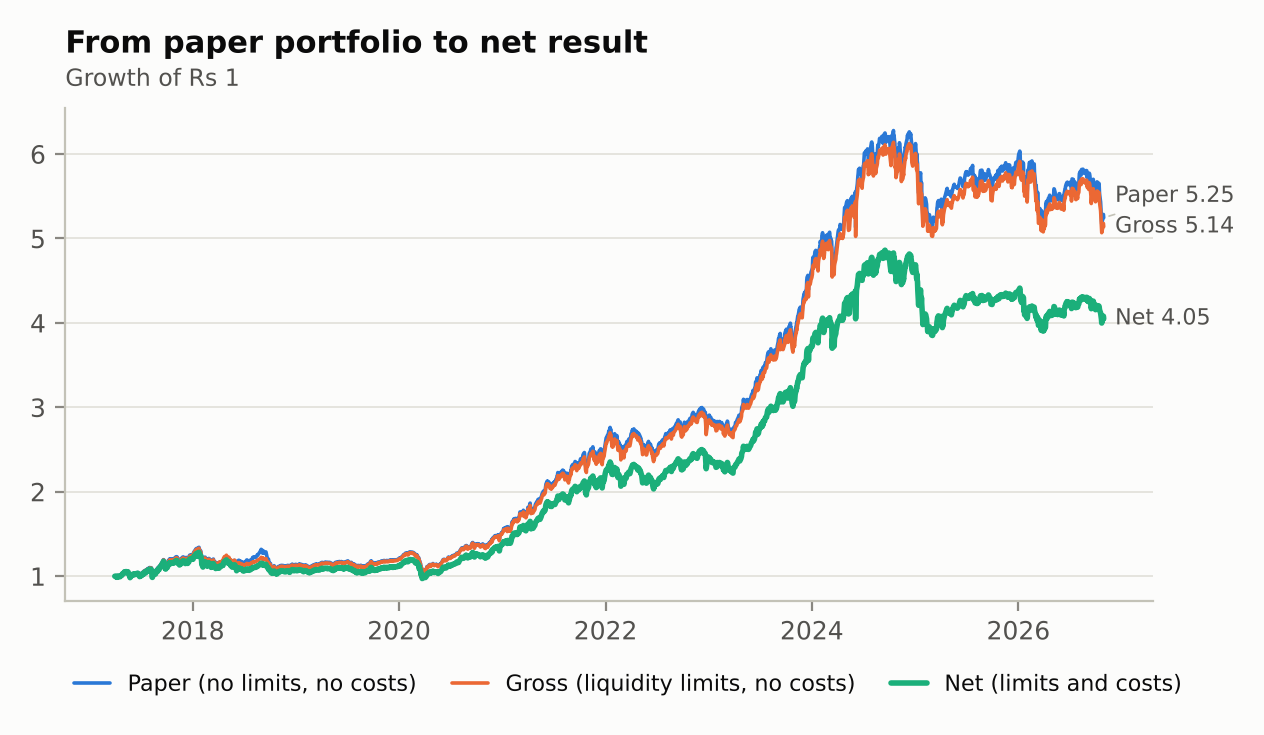 From paper portfolio to net result
Growth of Rs 1
6
5
4
3
2
1
Paper 5.25
Gross 5.14
Net 4.05
2018 2020 2022 2024 2026
Paper (no limits, no costs) Gross (liquidity limits, no costs) Net (limits and costs)